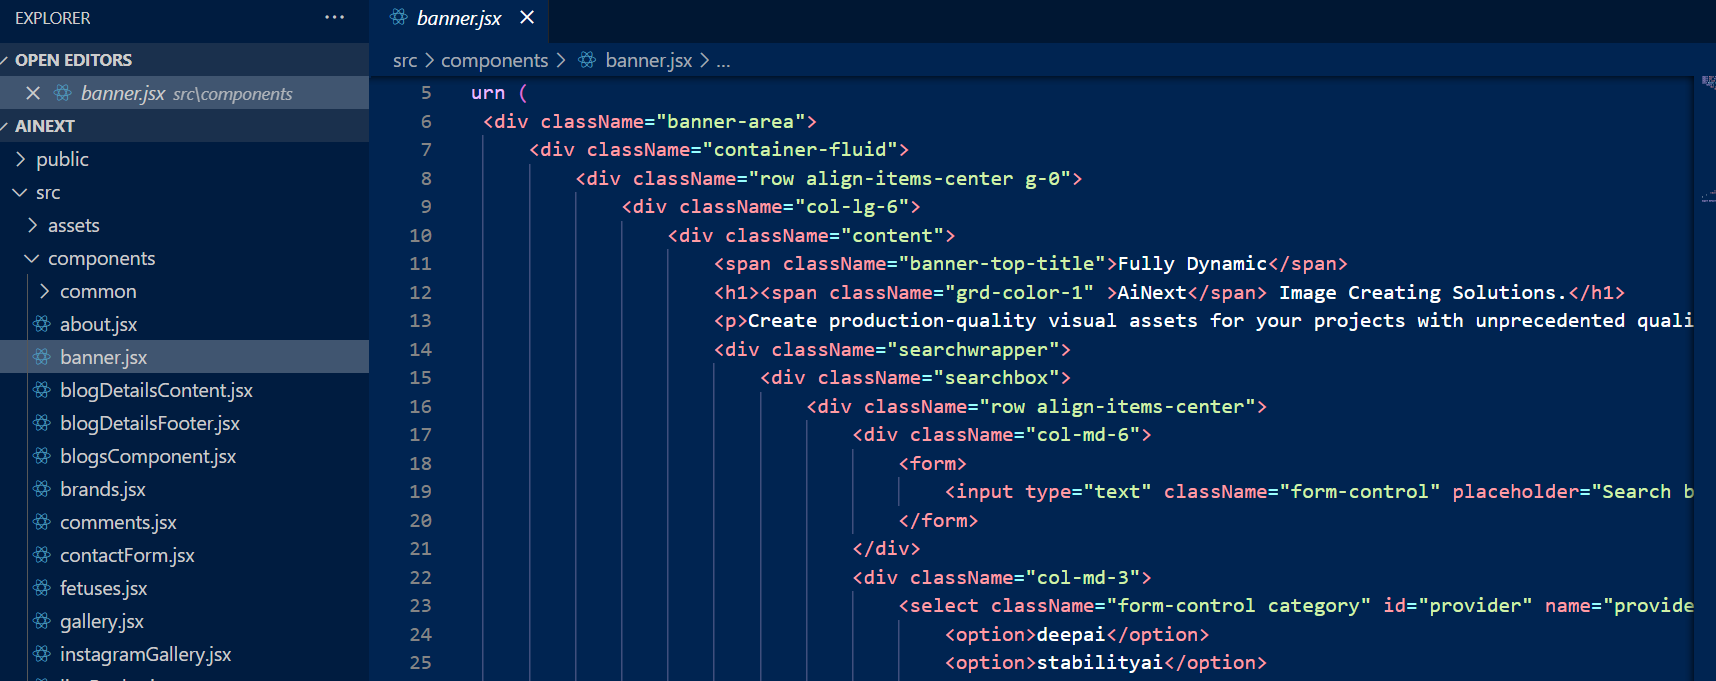 EXPLORER ...
OPEN EDITORS
banner.jsx src\components
AINEXT
public
src
assets
components
common
about.jsx
banner.jsx
blogDetailsContent.jsx
blogDetailsFooter.jsx
blogsComponent.jsx
brands.jsx
comments.jsx
contactForm.jsx
fetuses.jsx
gallery.jsx
instagramGallery.jsx
banner.jsx
src > components > banner.jsx > ...
5 urn (
6 <div className="banner-area">
7 <div className="container-fluid">
8 <div className="row align-items-center g-0">
9 <div className="col-lg-6">
10 <div className="content">
11 <span className="banner-top-title">Fully Dynamic</span>
12 <h1><span className="grd-color-1" >AiNext</span> Image Creating Solutions.</h1>
13 <p>Create production-quality visual assets for your projects with unprecedented quali
14 <div className="searchwrapper">
15 <div className="searchbox">
16 <div className="row align-items-center">
17 <div className="col-md-6">
18 <form>
19 <input type="text" className="form-control" placeholder="Search b
20 </form>
21 </div>
22 <div className="col-md-3">
23 <select className="form-control category" id="provider" name="provide
24 <option>deepai</option>
25 <option>stabilityai</option>